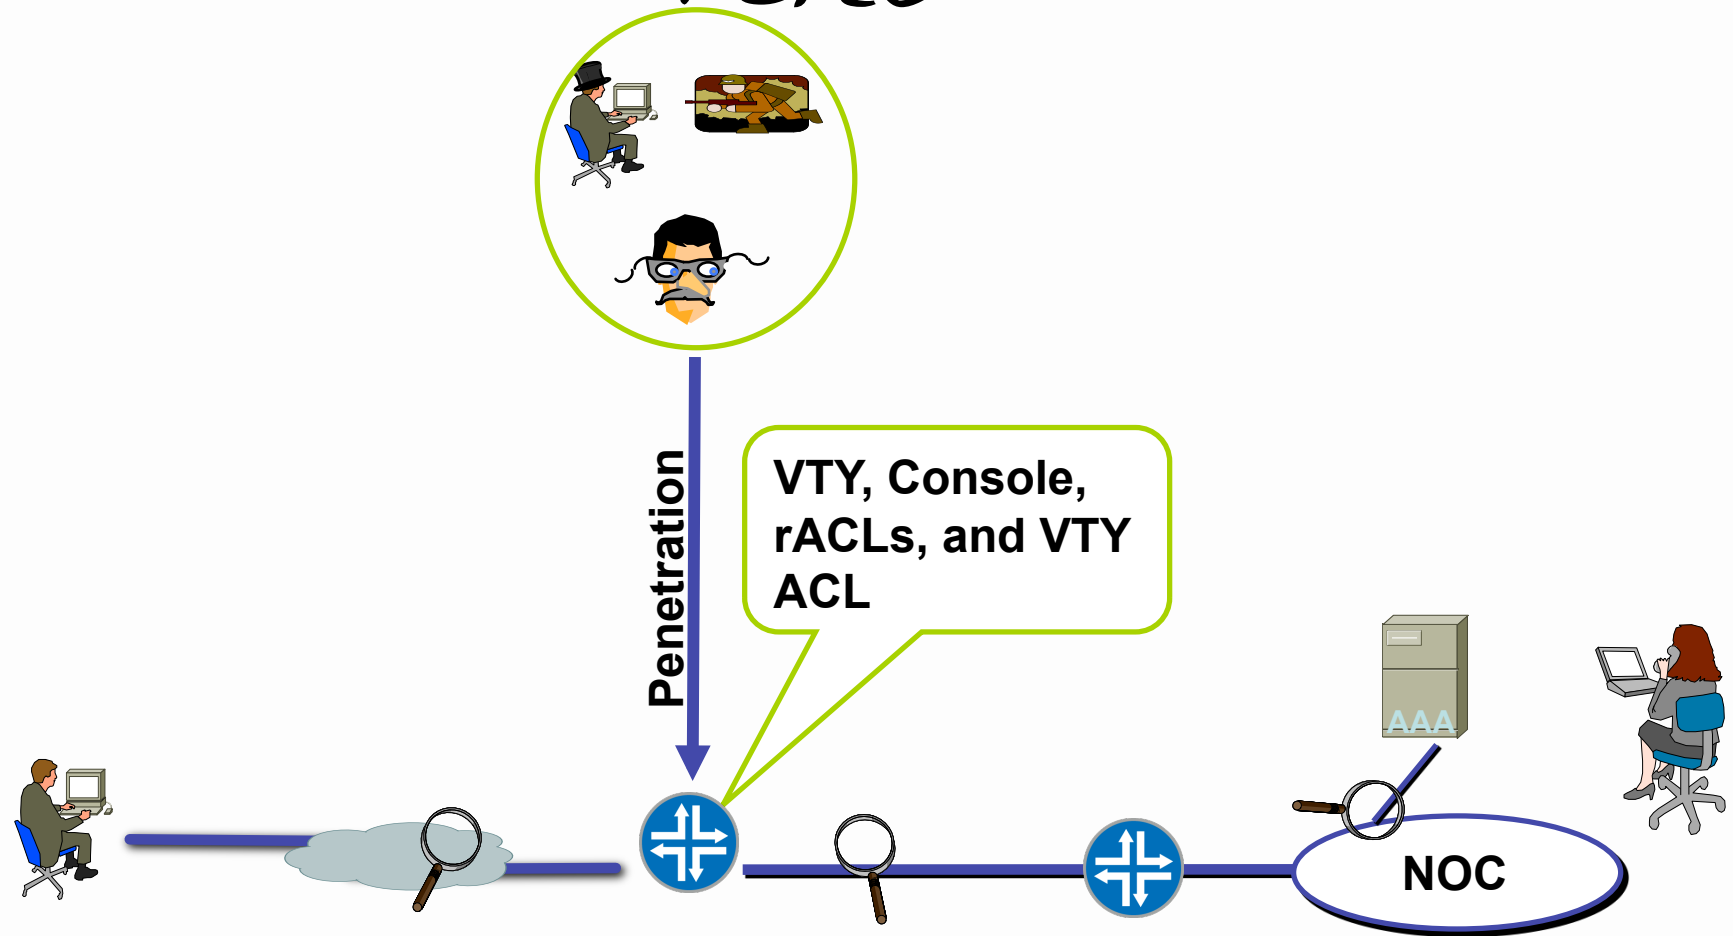 Penetration
VTY, Console,
rACLs, and VTY
ACL
AAA
NOC